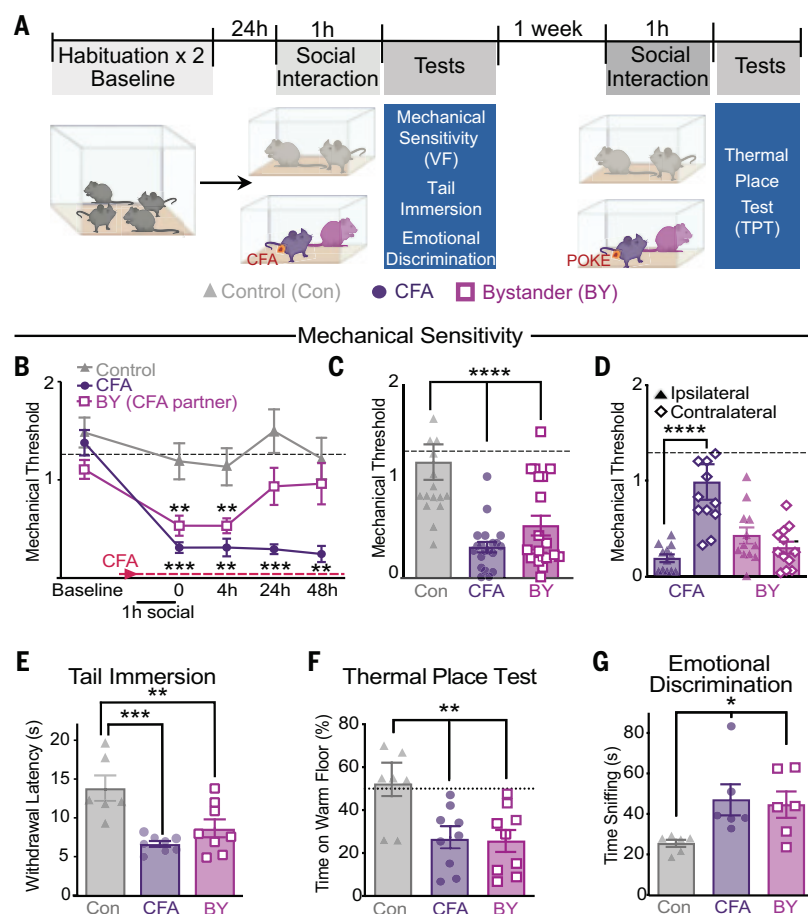 A
24h 1h 1 week 1h
Habituation x 2
Baseline
Social
Interaction
Tests
Social
Interaction
Tests
Mechanical
Sensitivity
(VF)
Tail
Immersion
Emotional
Discrimination
Thermal
Place
Test
(TPT)
CFA
POKE
Control (Con) CFA Bystander (BY)
Mechanical Sensitivity
B
Control
CFA
BY (CFA partner)
Mechanical Threshold
2
1
** **
*** ** *** **
CFA
Baseline 0 4h 24h 48h
1h social
C
****
Mechanical Threshold
2
1
0
Con CFA BY
D
Ipsilateral
Contralateral
****
Mechanical Threshold
2
1
0
CFA BY
E
Tail Immersion
**
***
Withdrawal Latency (s)
20
15
10
5
0
Con CFA BY
F
Thermal Place Test
**
Time on Warm Floor (%)
80
60
40
20
0
Con CFA BY
G
Emotional
Discrimination
*
Time Sniffing (s)
80
60
40
20
0
Con CFA BY